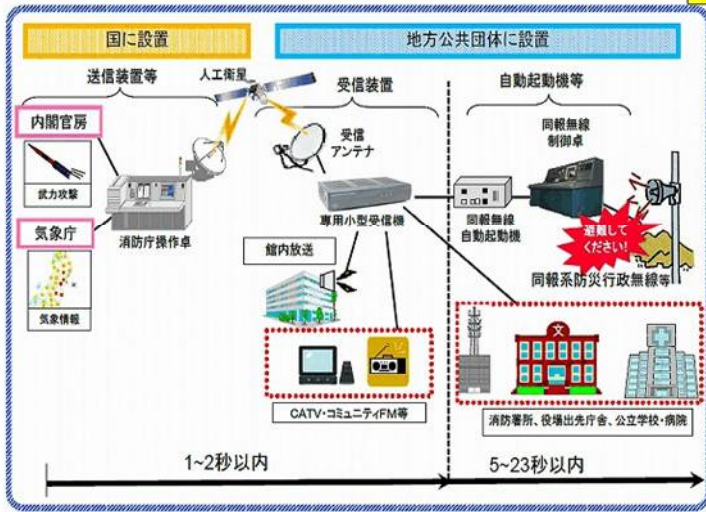 国に設置
地方公共団体に設置
送信装置等
人工衛星
受信装置
自動起動機等
内閣官房
武力攻撃
気象庁
気象情報
消防庁操作卓
受信
アンテナ
専用小型受信機
同報無線
自動起動機
同報無線
制御卓
避難して
ください!
同報系防災行政無線等
館内放送
CATV・コミュニティFM等
文
消防署所、役場出先庁舎、公立学校・病院
1~2秒以内
5~23秒以内